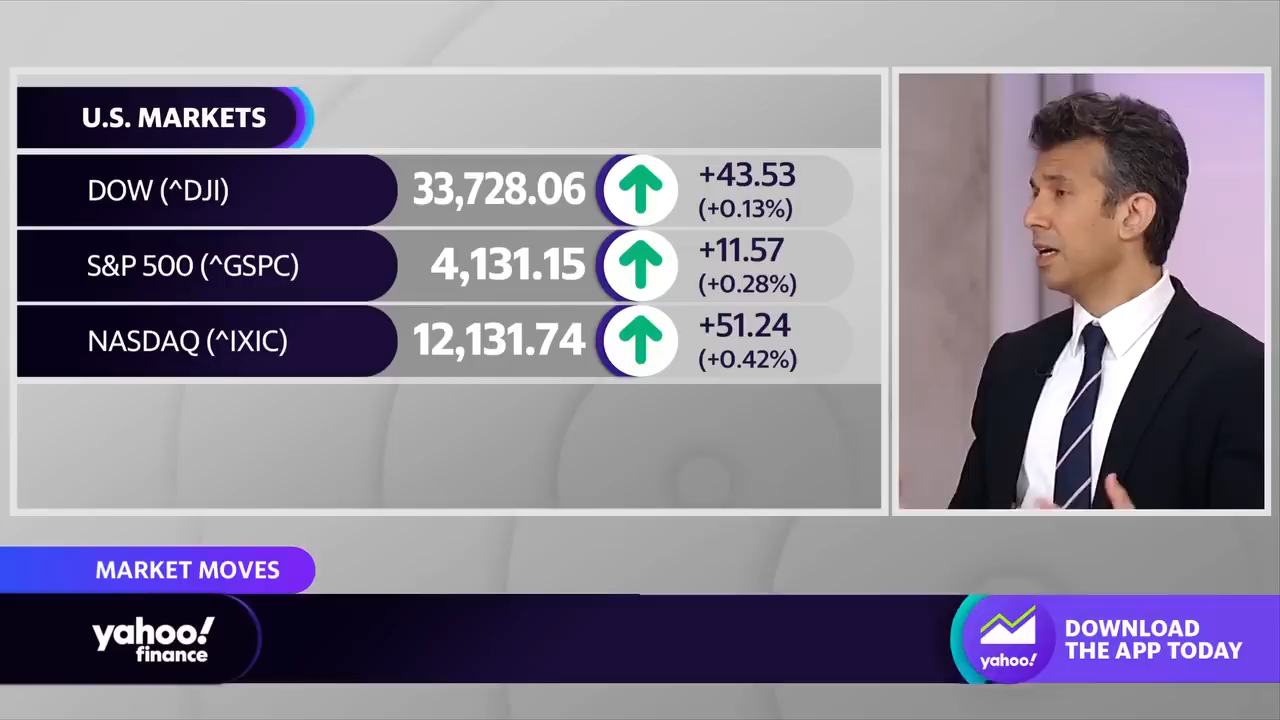 U.S. MARKETS
DOW (^DJI) 33,728.06 +43.53
(+0.13%)
S&P 500 (^GSPC) 4,131.15 +11.57
(+0.28%)
NASDAQ (^IXIC) 12,131.74 +51.24
(+0.42%)
MARKET MOVES
yahoo!
finance
yahoo!
DOWNLOAD
THE APP TODAY